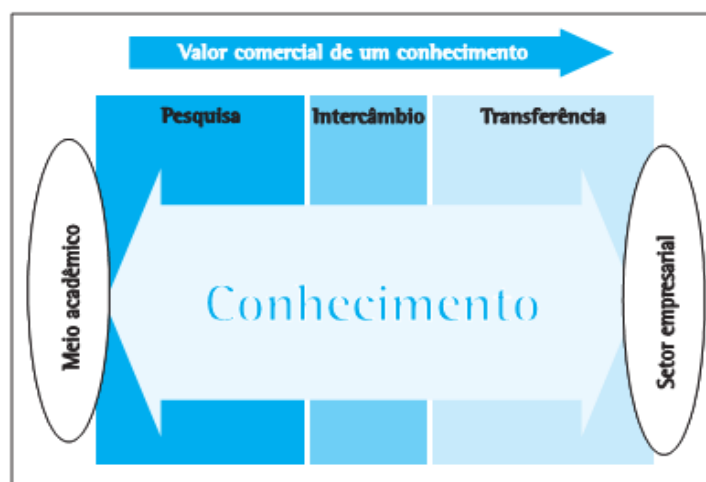 Valor comercial de um conhecimento
Pesquisa
Intercâmbio
Transferência
Meio acadêmico
Conhecimento
Setor empresarial